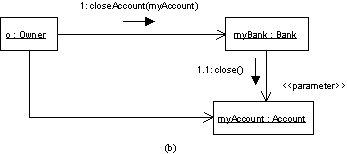 1: closeAccount(myAccount)
o : Owner
myBank : Bank
1.1: close()
<<parameter>>
myAccount : Account
(b)